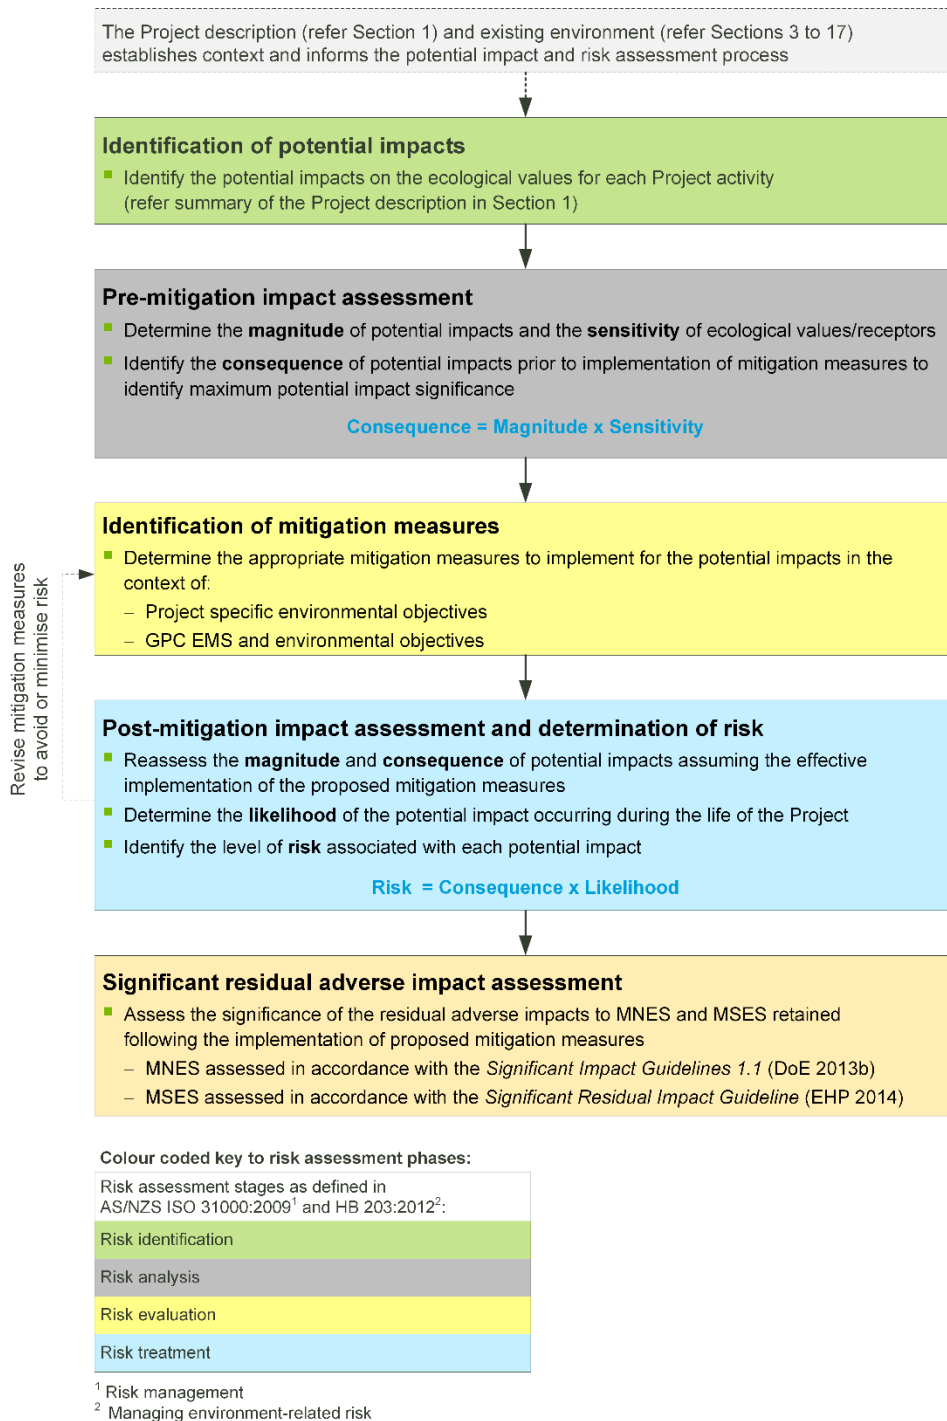 The Project description (refer Section 1) and existing environment (refer Sections 3 to 17)
establishes context and informs the potential impact and risk assessment process
Identification of potential impacts
Identify the potential impacts on the ecological values for each Project activity
(refer summary of the Project description in Section 1)
Pre-mitigation impact assessment
Determine the magnitude of potential impacts and the sensitivity of ecological values/receptors
Identify the consequence of potential impacts prior to implementation of mitigation measures to
identify maximum potential impact significance
Consequence = Magnitude x Sensitivity
Identification of mitigation measures
Determine the appropriate mitigation measures to implement for the potential impacts in the
context of:
– Project specific environmental objectives
– GPC EMS and environmental objectives
Revise mitigation measures
to avoid or minimise risk
Post-mitigation impact assessment and determination of risk
Reassess the magnitude and consequence of potential impacts assuming the effective
implementation of the proposed mitigation measures
Determine the likelihood of the potential impact occurring during the life of the Project
Identify the level of risk associated with each potential impact
Risk = Consequence x Likelihood
Significant residual adverse impact assessment
Assess the significance of the residual adverse impacts to MNES and MSES retained
following the implementation of proposed mitigation measures
– MNES assessed in accordance with the Significant Impact Guidelines 1.1 (DoE 2013b)
– MSES assessed in accordance with the Significant Residual Impact Guideline (EHP 2014)
Colour coded key to risk assessment phases:
Risk assessment stages as defined in
AS/NZS ISO 31000:2009¹ and HB 203:2012²:
Risk identification
Risk analysis
Risk evaluation
Risk treatment
¹ Risk management
² Managing environment-related risk